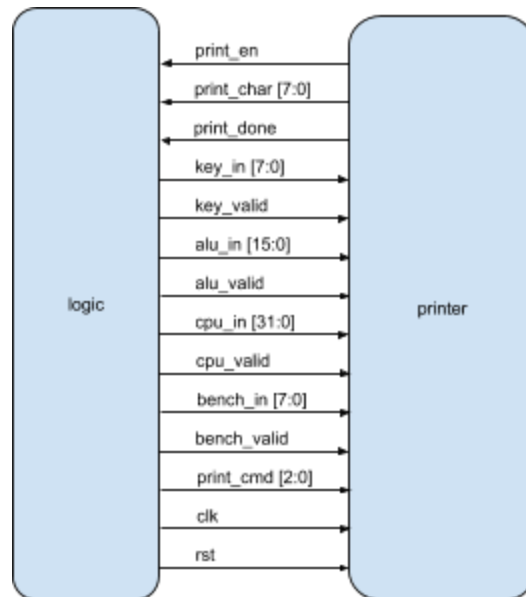 print_en
print_char [7:0]
print_done
key_in [7:0]
key_valid
alu_in [15:0]
alu_valid
logic
printer
cpu_in [31:0]
cpu_valid
bench_in [7:0]
bench_valid
print_cmd [2:0]
clk
rst